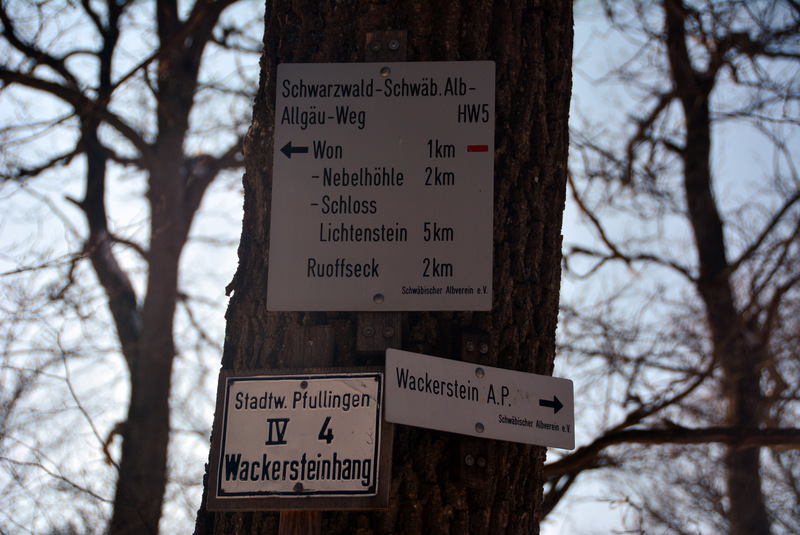 Schwarzwald-Schwäb. Alb-
Allgäu-Weg HW5
Won 1km
- Nebelhöhle 2km
- Schloss
Lichtenstein 5km
Ruoffseck 2km
Schwäbischer Albverein e.V.
Wackerstein A.P.
Schwäbischer Albverein e.V.
Stadtw. Pfullingen
IV 4
Wackersteinhang